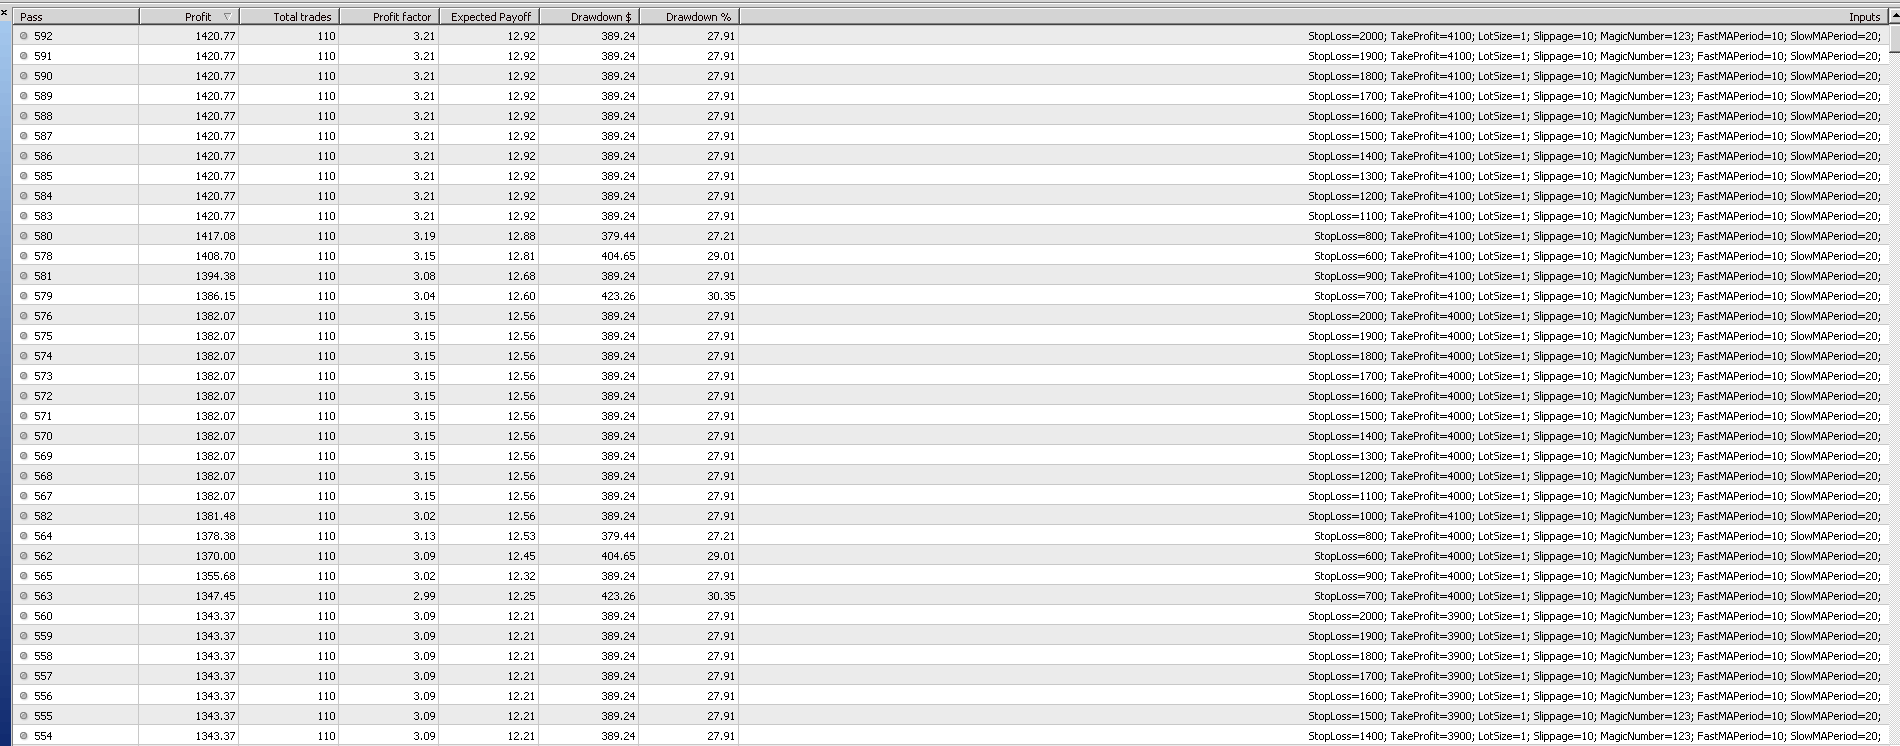 Pass Profit Total trades Profit factor Expected Payoff Drawdown $ Drawdown % Inputs
592 1420.77 110 3.21 12.92 389.24 27.91 StopLoss=2000; TakeProfit=4100; LotSize=1; Slippage=10; MagicNumber=123; FastMAPeriod=10; SlowMAPeriod=20;
591 1420.77 110 3.21 12.92 389.24 27.91 StopLoss=1900; TakeProfit=4100; LotSize=1; Slippage=10; MagicNumber=123; FastMAPeriod=10; SlowMAPeriod=20;
590 1420.77 110 3.21 12.92 389.24 27.91 StopLoss=1800; TakeProfit=4100; LotSize=1; Slippage=10; MagicNumber=123; FastMAPeriod=10; SlowMAPeriod=20;
589 1420.77 110 3.21 12.92 389.24 27.91 StopLoss=1700; TakeProfit=4100; LotSize=1; Slippage=10; MagicNumber=123; FastMAPeriod=10; SlowMAPeriod=20;
588 1420.77 110 3.21 12.92 389.24 27.91 StopLoss=1600; TakeProfit=4100; LotSize=1; Slippage=10; MagicNumber=123; FastMAPeriod=10; SlowMAPeriod=20;
587 1420.77 110 3.21 12.92 389.24 27.91 StopLoss=1500; TakeProfit=4100; LotSize=1; Slippage=10; MagicNumber=123; FastMAPeriod=10; SlowMAPeriod=20;
586 1420.77 110 3.21 12.92 389.24 27.91 StopLoss=1400; TakeProfit=4100; LotSize=1; Slippage=10; MagicNumber=123; FastMAPeriod=10; SlowMAPeriod=20;
585 1420.77 110 3.21 12.92 389.24 27.91 StopLoss=1300; TakeProfit=4100; LotSize=1; Slippage=10; MagicNumber=123; FastMAPeriod=10; SlowMAPeriod=20;
584 1420.77 110 3.21 12.92 389.24 27.91 StopLoss=1200; TakeProfit=4100; LotSize=1; Slippage=10; MagicNumber=123; FastMAPeriod=10; SlowMAPeriod=20;
583 1420.77 110 3.21 12.92 389.24 27.91 StopLoss=1100; TakeProfit=4100; LotSize=1; Slippage=10; MagicNumber=123; FastMAPeriod=10; SlowMAPeriod=20;
580 1417.08 110 3.19 12.88 379.44 27.21 StopLoss=800; TakeProfit=4100; LotSize=1; Slippage=10; MagicNumber=123; FastMAPeriod=10; SlowMAPeriod=20;
578 1408.70 110 3.15 12.81 404.65 29.01 StopLoss=600; TakeProfit=4100; LotSize=1; Slippage=10; MagicNumber=123; FastMAPeriod=10; SlowMAPeriod=20;
581 1394.38 110 3.08 12.68 389.24 27.91 StopLoss=900; TakeProfit=4100; LotSize=1; Slippage=10; MagicNumber=123; FastMAPeriod=10; SlowMAPeriod=20;
579 1386.15 110 3.04 12.60 423.26 30.35 StopLoss=700; TakeProfit=4100; LotSize=1; Slippage=10; MagicNumber=123; FastMAPeriod=10; SlowMAPeriod=20;
576 1382.07 110 3.15 12.56 389.24 27.91 StopLoss=2000; TakeProfit=4000; LotSize=1; Slippage=10; MagicNumber=123; FastMAPeriod=10; SlowMAPeriod=20;
575 1382.07 110 3.15 12.56 389.24 27.91 StopLoss=1900; TakeProfit=4000; LotSize=1; Slippage=10; MagicNumber=123; FastMAPeriod=10; SlowMAPeriod=20;
574 1382.07 110 3.15 12.56 389.24 27.91 StopLoss=1800; TakeProfit=4000; LotSize=1; Slippage=10; MagicNumber=123; FastMAPeriod=10; SlowMAPeriod=20;
573 1382.07 110 3.15 12.56 389.24 27.91 StopLoss=1700; TakeProfit=4000; LotSize=1; Slippage=10; MagicNumber=123; FastMAPeriod=10; SlowMAPeriod=20;
572 1382.07 110 3.15 12.56 389.24 27.91 StopLoss=1600; TakeProfit=4000; LotSize=1; Slippage=10; MagicNumber=123; FastMAPeriod=10; SlowMAPeriod=20;
571 1382.07 110 3.15 12.56 389.24 27.91 StopLoss=1500; TakeProfit=4000; LotSize=1; Slippage=10; MagicNumber=123; FastMAPeriod=10; SlowMAPeriod=20;
570 1382.07 110 3.15 12.56 389.24 27.91 StopLoss=1400; TakeProfit=4000; LotSize=1; Slippage=10; MagicNumber=123; FastMAPeriod=10; SlowMAPeriod=20;
569 1382.07 110 3.15 12.56 389.24 27.91 StopLoss=1300; TakeProfit=4000; LotSize=1; Slippage=10; MagicNumber=123; FastMAPeriod=10; SlowMAPeriod=20;
568 1382.07 110 3.15 12.56 389.24 27.91 StopLoss=1200; TakeProfit=4000; LotSize=1; Slippage=10; MagicNumber=123; FastMAPeriod=10; SlowMAPeriod=20;
567 1382.07 110 3.15 12.56 389.24 27.91 StopLoss=1100; TakeProfit=4000; LotSize=1; Slippage=10; MagicNumber=123; FastMAPeriod=10; SlowMAPeriod=20;
582 1381.48 110 3.02 12.56 389.24 27.91 StopLoss=1000; TakeProfit=4100; LotSize=1; Slippage=10; MagicNumber=123; FastMAPeriod=10; SlowMAPeriod=20;
564 1378.38 110 3.13 12.53 379.44 27.21 StopLoss=800; TakeProfit=4000; LotSize=1; Slippage=10; MagicNumber=123; FastMAPeriod=10; SlowMAPeriod=20;
562 1370.00 110 3.09 12.45 404.65 29.01 StopLoss=600; TakeProfit=4000; LotSize=1; Slippage=10; MagicNumber=123; FastMAPeriod=10; SlowMAPeriod=20;
565 1355.68 110 3.02 12.32 389.24 27.91 StopLoss=900; TakeProfit=4000; LotSize=1; Slippage=10; MagicNumber=123; FastMAPeriod=10; SlowMAPeriod=20;
563 1347.45 110 2.99 12.25 423.26 30.35 StopLoss=700; TakeProfit=4000; LotSize=1; Slippage=10; MagicNumber=123; FastMAPeriod=10; SlowMAPeriod=20;
560 1343.37 110 3.09 12.21 389.24 27.91 StopLoss=2000; TakeProfit=3900; LotSize=1; Slippage=10; MagicNumber=123; FastMAPeriod=10; SlowMAPeriod=20;
559 1343.37 110 3.09 12.21 389.24 27.91 StopLoss=1900; TakeProfit=3900; LotSize=1; Slippage=10; MagicNumber=123; FastMAPeriod=10; SlowMAPeriod=20;
558 1343.37 110 3.09 12.21 389.24 27.91 StopLoss=1800; TakeProfit=3900; LotSize=1; Slippage=10; MagicNumber=123; FastMAPeriod=10; SlowMAPeriod=20;
557 1343.37 110 3.09 12.21 389.24 27.91 StopLoss=1700; TakeProfit=3900; LotSize=1; Slippage=10; MagicNumber=123; FastMAPeriod=10; SlowMAPeriod=20;
556 1343.37 110 3.09 12.21 389.24 27.91 StopLoss=1600; TakeProfit=3900; LotSize=1; Slippage=10; MagicNumber=123; FastMAPeriod=10; SlowMAPeriod=20;
555 1343.37 110 3.09 12.21 389.24 27.91 StopLoss=1500; TakeProfit=3900; LotSize=1; Slippage=10; MagicNumber=123; FastMAPeriod=10; SlowMAPeriod=20;
554 1343.37 110 3.09 12.21 389.24 27.91 StopLoss=1400; TakeProfit=3900; LotSize=1; Slippage=10; MagicNumber=123; FastMAPeriod=10; SlowMAPeriod=20;